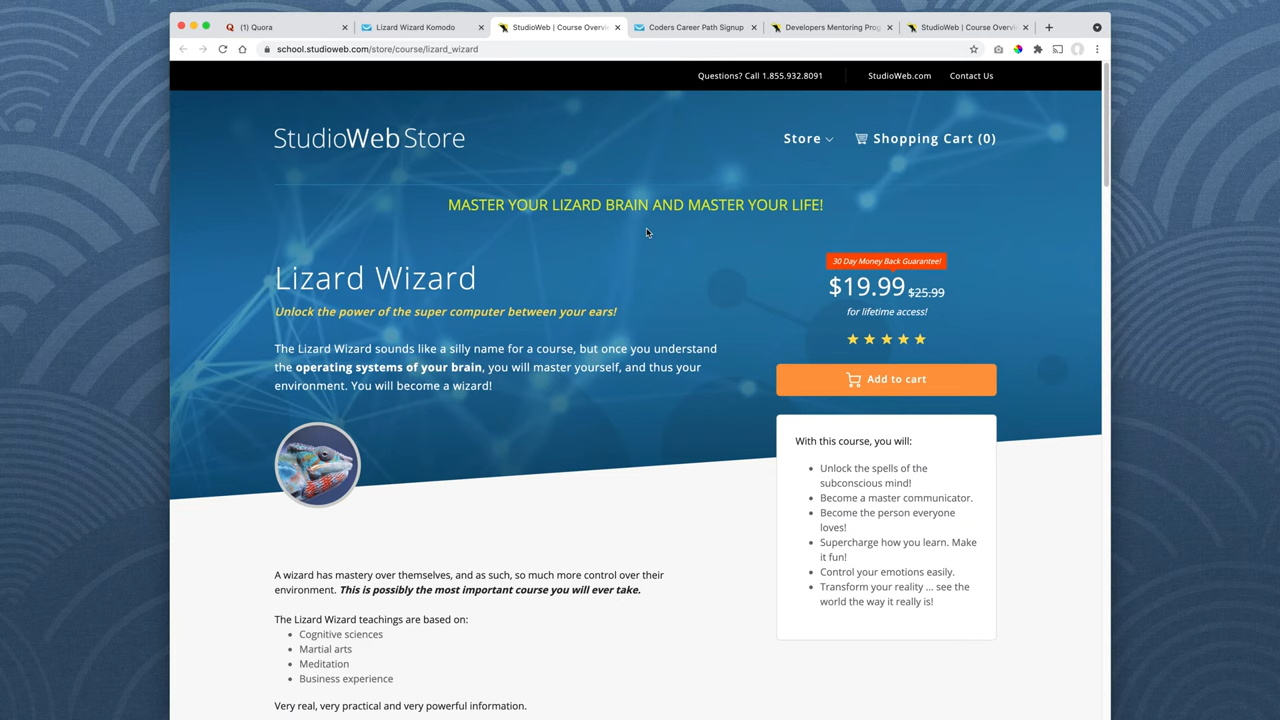 (1) Quora
Lizard Wizard Komodo
StudioWeb | Course Overvi
Coders Career Path Signup
Developers Mentoring Prog
StudioWeb | Course Overvi
school.studioweb.com/store/course/lizard_wizard
Questions? Call 1.855.932.8091
StudioWeb.com
Contact Us
StudioWeb Store
Store
Shopping Cart (0)
MASTER YOUR LIZARD BRAIN AND MASTER YOUR LIFE!
Lizard Wizard
Unlock the power of the super computer between your ears!
The Lizard Wizard sounds like a silly name for a course, but once you understand
the operating systems of your brain, you will master yourself, and thus your
environment. You will become a wizard!
30 Day Money Back Guarantee!
$19.99 $25.99
for lifetime access!
Add to cart
With this course, you will:
Unlock the spells of the
subconscious mind!
Become a master communicator.
Become the person everyone
loves!
Supercharge how you learn. Make
it fun!
Control your emotions easily.
Transform your reality ... see the
world the way it really is!
A wizard has mastery over themselves, and as such, so much more control over their
environment. This is possibly the most important course you will ever take.
The Lizard Wizard teachings are based on:
Cognitive sciences
Martial arts
Meditation
Business experience
Very real, very practical and very powerful information.